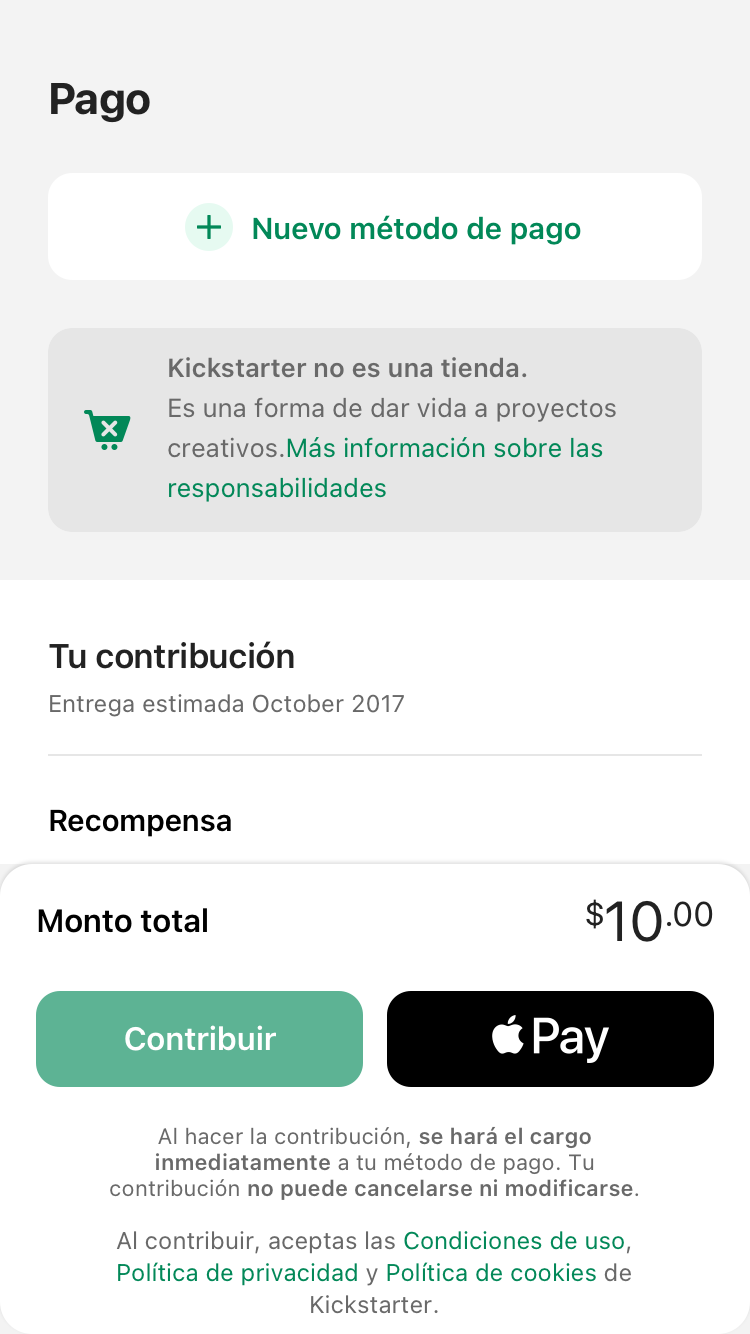 Pago
Nuevo método de pago
Kickstarter no es una tienda.
Es una forma de dar vida a proyectos
creativos.Más información sobre las
responsabilidades
Tu contribución
Entrega estimada October 2017
Recompensa
Monto total
$10.00
Contribuir
Pay
Al hacer la contribución, se hará el cargo
inmediatamente a tu método de pago. Tu
contribución no puede cancelarse ni modificarse.
Al contribuir, aceptas las Condiciones de uso,
Política de privacidad y Política de cookies de
Kickstarter.